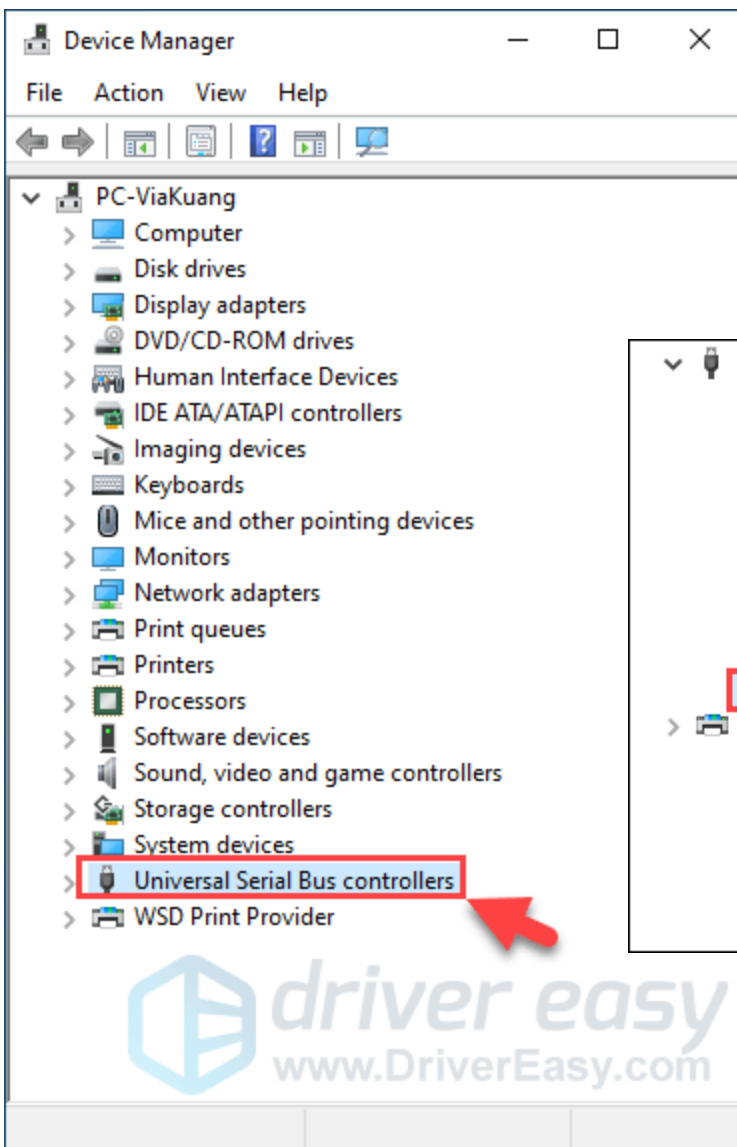 Device Manager
File Action View Help
PC-ViaKuang
Computer
Disk drives
Display adapters
DVD/CD-ROM drives
Human Interface Devices
IDE ATA/ATAPI controllers
Imaging devices
Keyboards
Mice and other pointing devices
Monitors
Network adapters
Print queues
Printers
Processors
Software devices
Sound, video and game controllers
Storage controllers
System devices
Universal Serial Bus controllers
WSD Print Provider
driver easy
www.DriverEasy.com